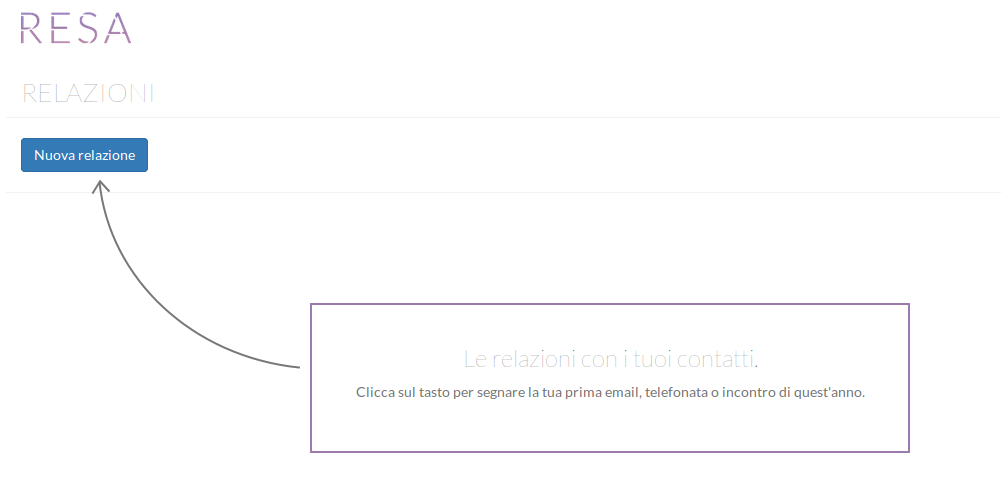 RESA
RELAZIONI
Nuova relazione
Le relazioni con i tuoi contatti.
Clicca sul tasto per segnare la tua prima email, telefonata o incontro di quest'anno.